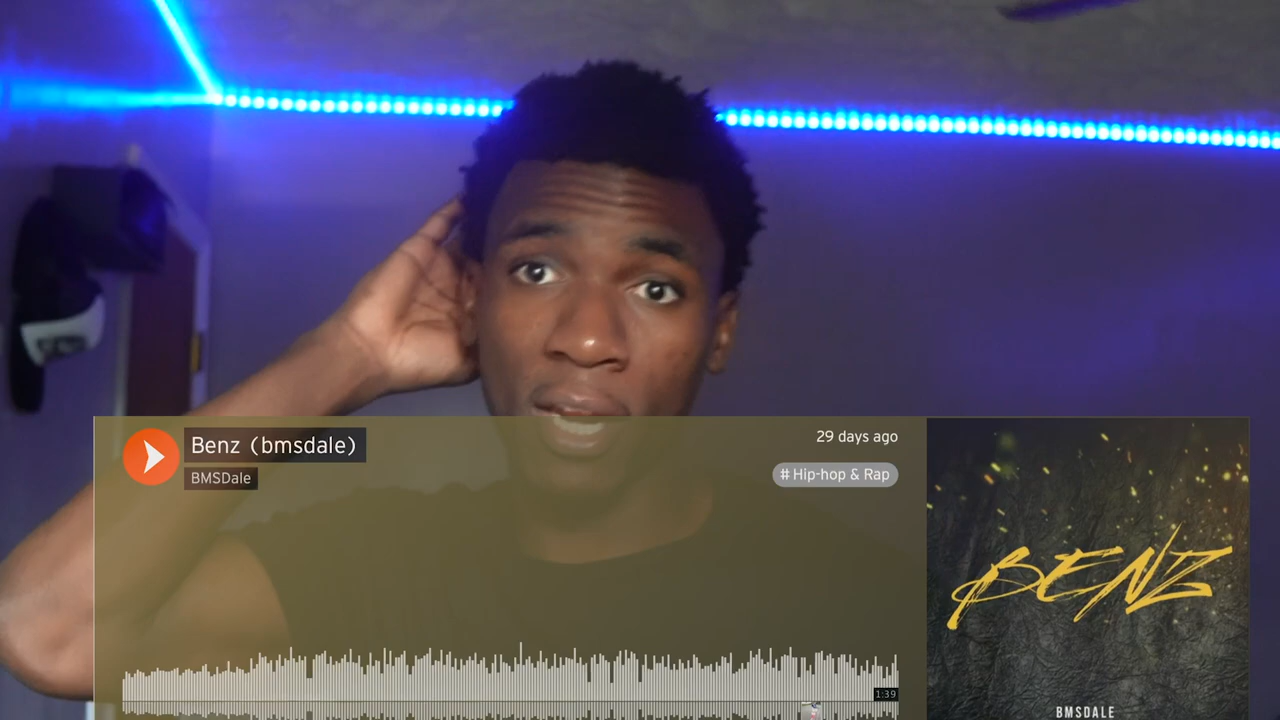 Benz (bmsdale)
BMSDale
29 days ago
# Hip-hop & Rap
1:39
BENZ
BMSDALE